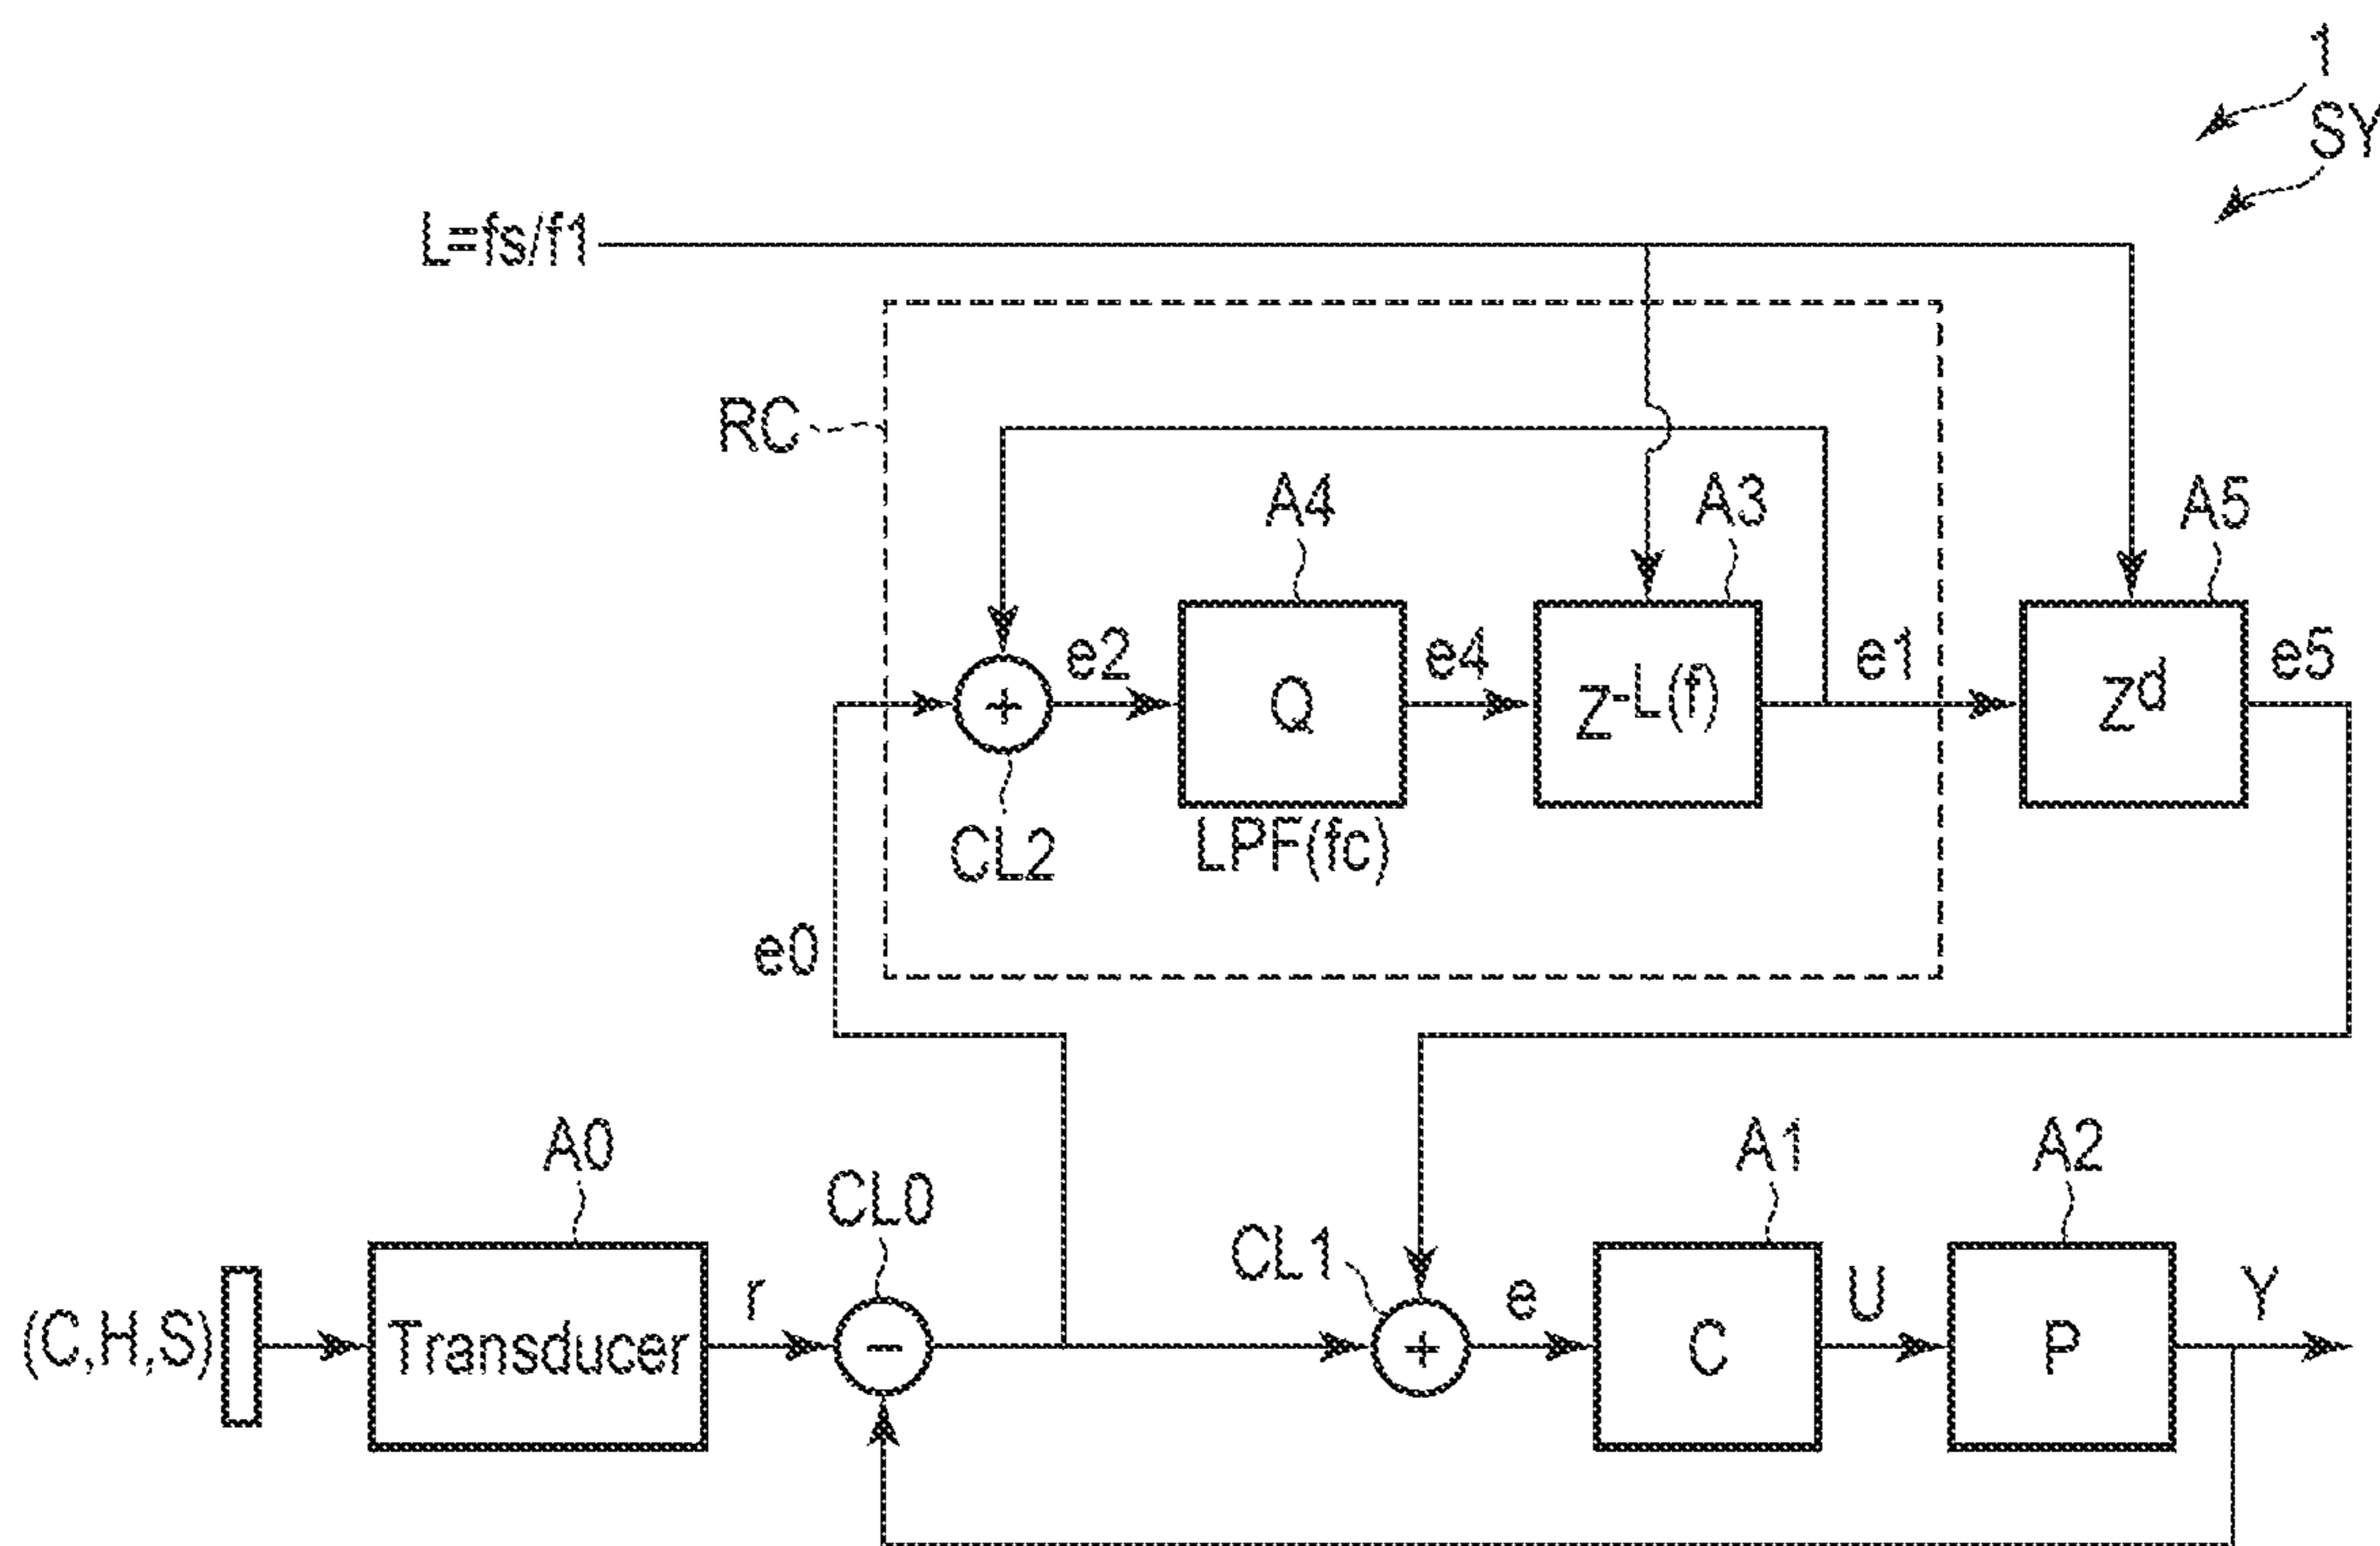 1
SY
L=fs/f1
RC
A4
A3
A5
e2
Q
e4
Z-L(f)
e1
Zd
e5
CL2
LPF(fc)
e0
A0
CL0
CL1
A1
A2
(C,H,S)
Transducer
r
-
+
e
C
U
P
Y
+